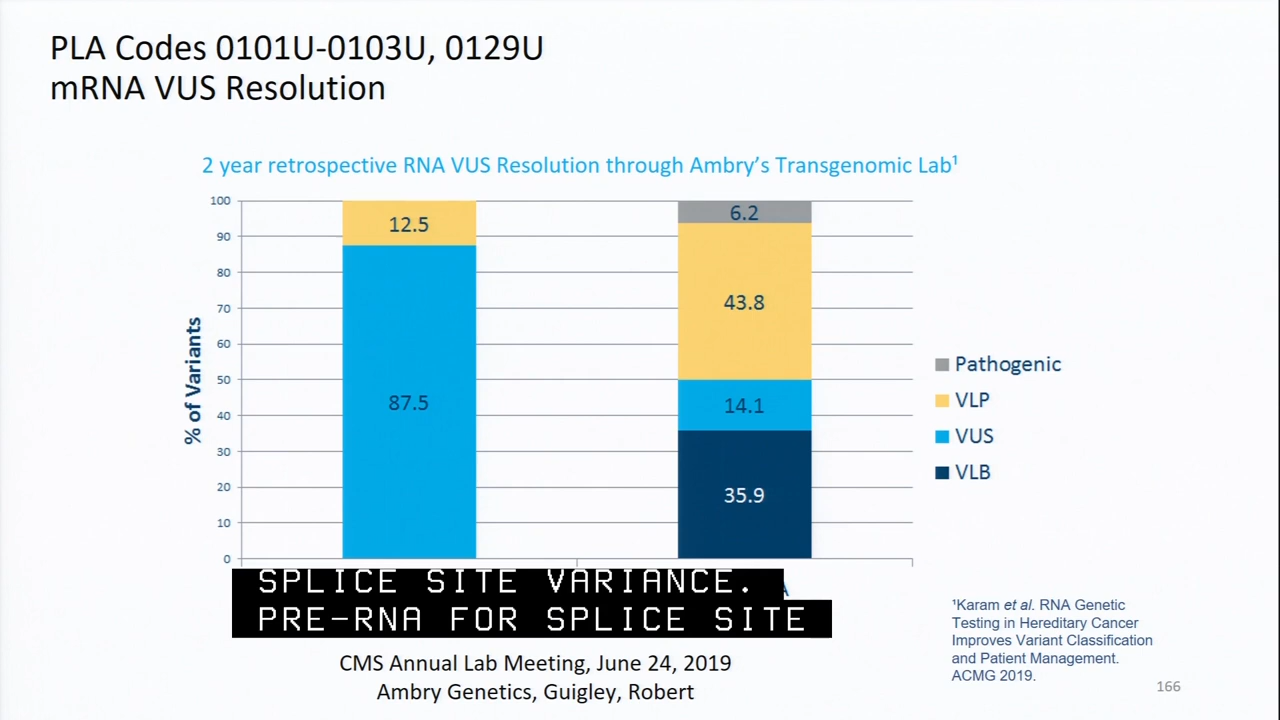 PLA Codes 0101U-0103U, 0129U
mRNA VUS Resolution
2 year retrospective RNA VUS Resolution through Ambry's Transgenomic Lab¹
% of Variants
100
90
80
70
60
50
40
30
20
10
0
12.5
87.5
6.2
43.8
14.1
35.9
Pathogenic
VLP
VUS
VLB
SPLICE SITE VARIANCE.
PRE-RNA FOR SPLICE SITE
CMS Annual Lab Meeting, June 24, 2019
Ambry Genetics, Guigley, Robert
¹Karam et al. RNA Genetic
Testing in Hereditary Cancer
Improves Variant Classification
and Patient Management.
ACMG 2019.
166